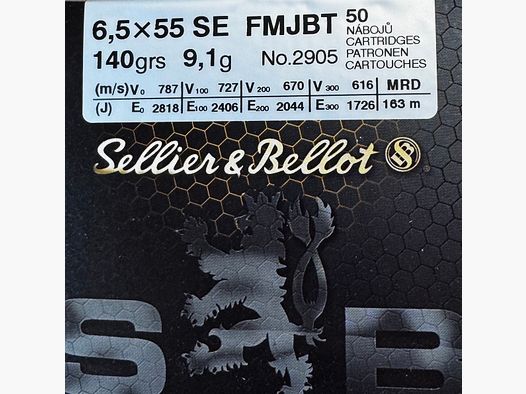 6,5×55 SE FMJBT 50
NÁBOJŮ
CARTRIDGES
140grs 9,1g No.2905 PATRONEN
CARTOUCHES
(m/s) V0 787 V100 727 V200 670 V300 616 MRD
(J) E0 2818 E100 2406 E200 2044 E300 1726 163 m
Sellier & Bellot SB ®
S B